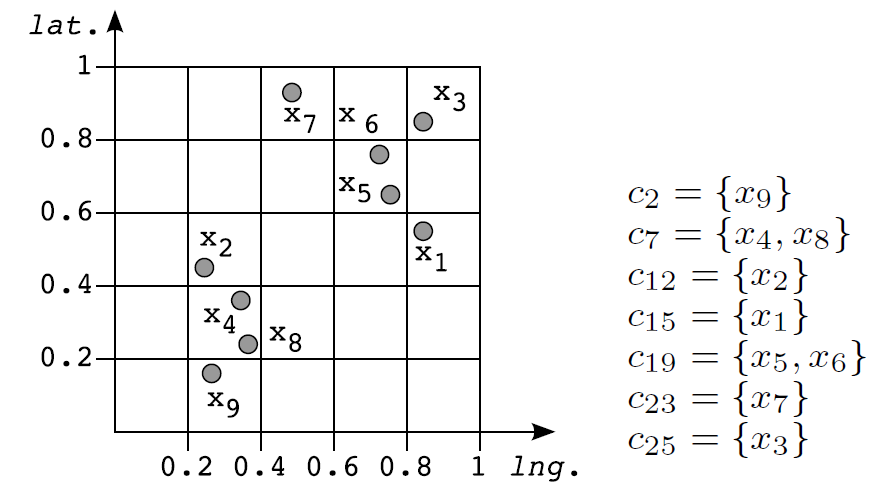 lat.
1
0.8
0.6
0.4
0.2
x₇
x ₆
x₃
x₅
x₂
x₁
x₄
x₈
x₉
0.2 0.4 0.6 0.8 1 lng.
c₂ = {x₉}
c₇ = {x₄, x₈}
c₁₂ = {x₂}
c₁₅ = {x₁}
c₁₉ = {x₅, x₆}
c₂₃ = {x₇}
c₂₅ = {x₃}